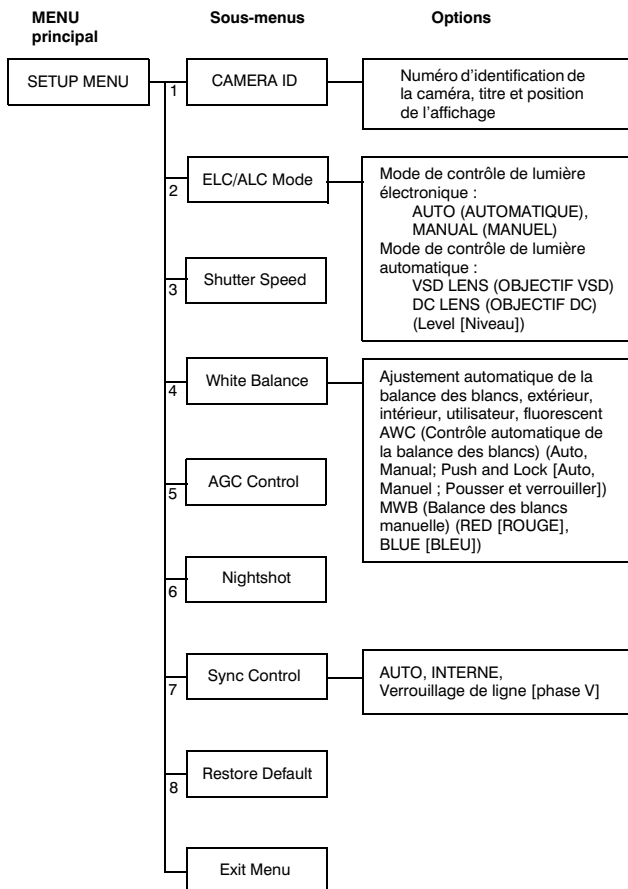 MENU principal
Sous-menus
Options
SETUP MENU
1
CAMERA ID
Numéro d'identification de
la caméra, titre et position
de l'affichage
2
ELC/ALC Mode
Mode de contrôle de lumière
électronique :
AUTO (AUTOMATIQUE),
MANUAL (MANUEL)
Mode de contrôle de lumière
automatique :
VSD LENS (OBJECTIF VSD)
DC LENS (OBJECTIF DC)
(Level [Niveau])
3
Shutter Speed
4
White Balance
Ajustement automatique de la
balance des blancs, extérieur,
intérieur, utilisateur, fluorescent
AWC (Contrôle automatique de
la balance des blancs) (Auto,
Manual; Push and Lock [Auto,
Manuel ; Pousser et verrouiller])
MWB (Balance des blancs
manuelle) (RED [ROUGE],
BLUE [BLEU])
5
AGC Control
6
Nightshot
7
Sync Control
AUTO, INTERNE,
Verrouillage de ligne [phase V]
8
Restore Default
Exit Menu